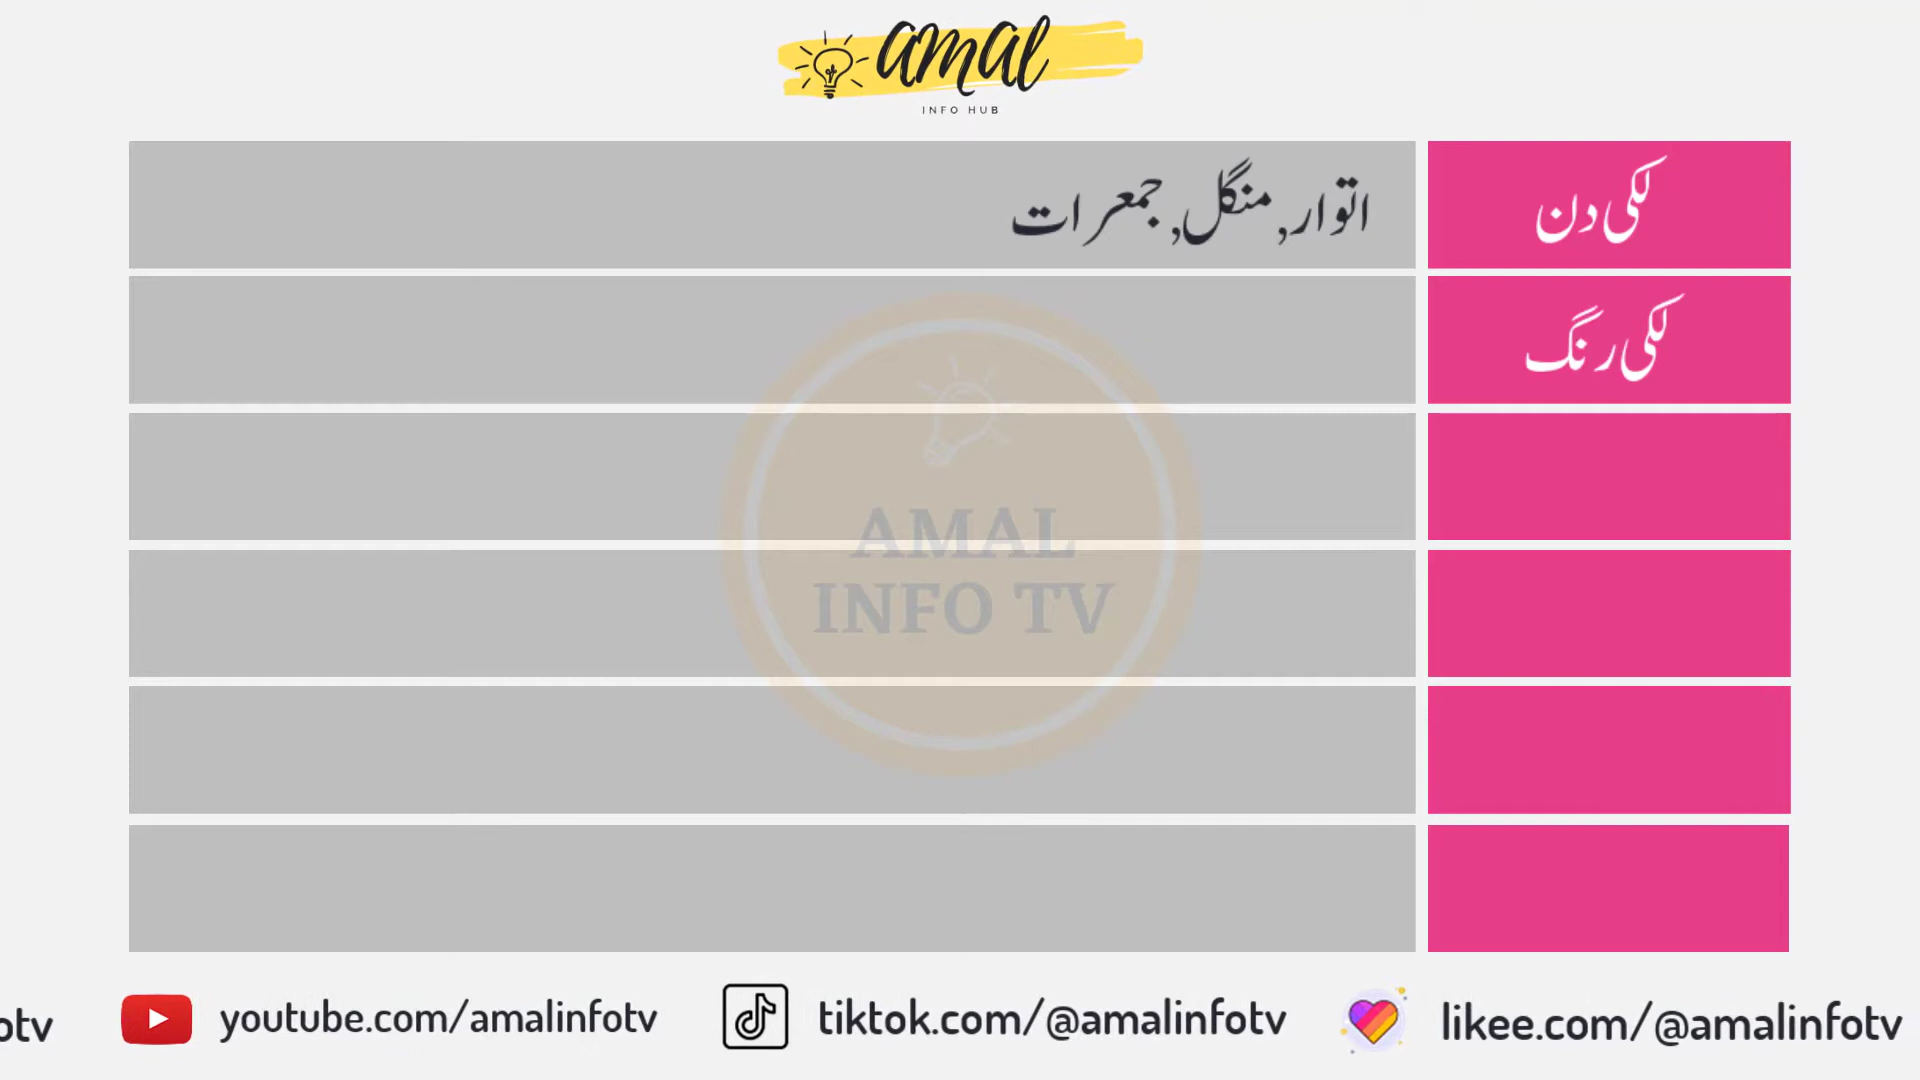 amal
INFO HUB
لکی دن
اتوار, منگل, جمعرات
لکی رنگ
AMAL
INFO TV
otv
youtube.com/amalinfotv
tiktok.com/@amalinfotv
likee.com/@amalinfotv